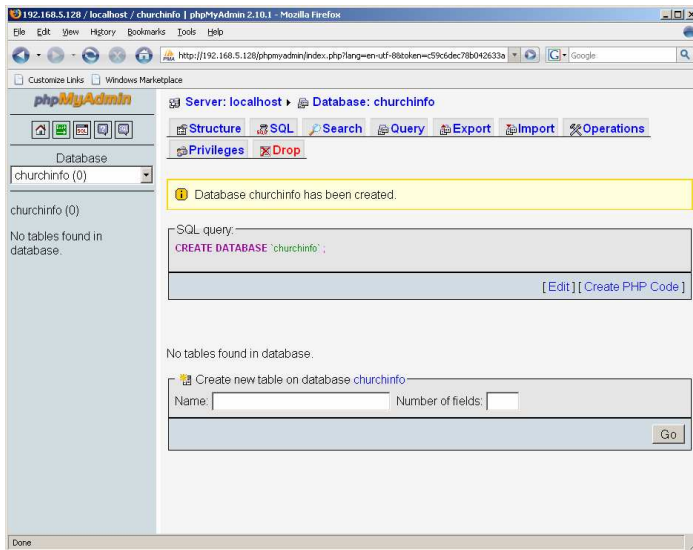 192.168.5.128 / localhost / churchinfo | phpMyAdmin 2.10.1 - Mozilla Firefox
File Edit View History Bookmarks Tools Help
http://192.168.5.128/phpmyadmin/index.php?lang=en-utf-8&token=c59c6dec78b042633a
G Google
Customize Links Windows Marketplace
phpMyAdmin
Server: localhost Database: churchinfo
Structure SQL Search Query Export Import Operations
Privileges Drop
Database
churchinfo (0)
Database churchinfo has been created.
churchinfo (0)
No tables found in
database.
SQL query:
CREATE DATABASE `churchinfo` ;
[ Edit ] [ Create PHP Code ]
No tables found in database.
Create new table on database churchinfo
Name: Number of fields:
Go
Done